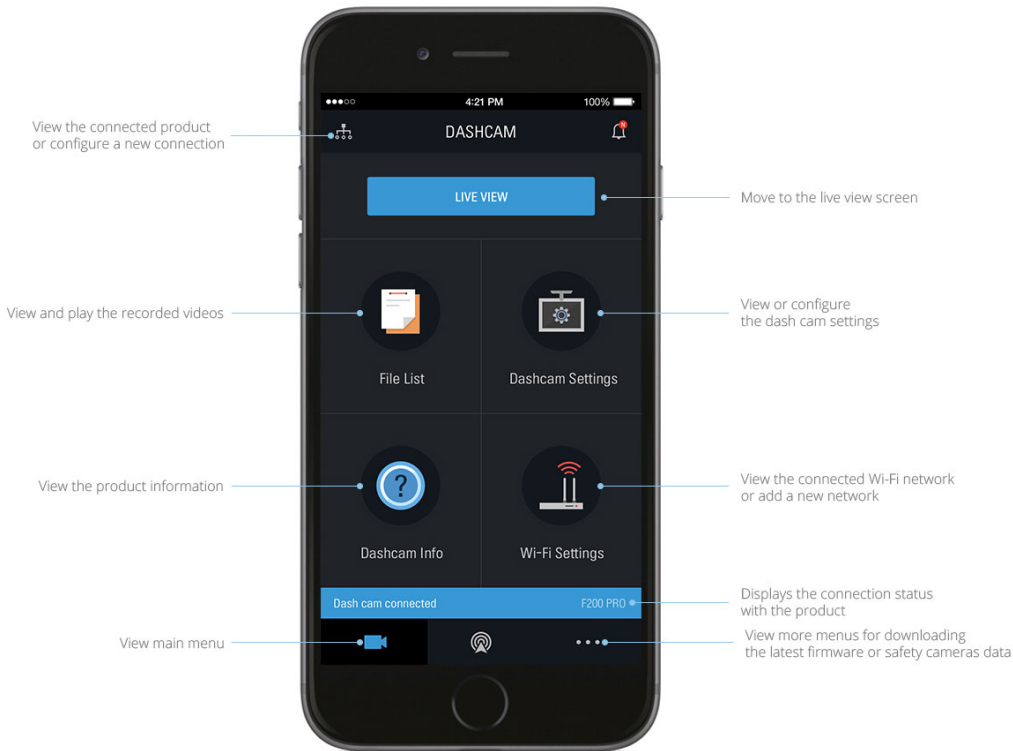 4:21 PM
100%
View the connected product
or configure a new connection
DASHCAM
N
LIVE VIEW
Move to the live view screen
View and play the recorded videos
View or configure
the dash cam settings
File List
Dashcam Settings
View the product information
?
View the connected Wi-Fi network
or add a new network
Dashcam Info
Wi-Fi Settings
Dash cam connected
F200 PRO
Displays the connection status
with the product
View main menu
View more menus for downloading
the latest firmware or safety cameras data